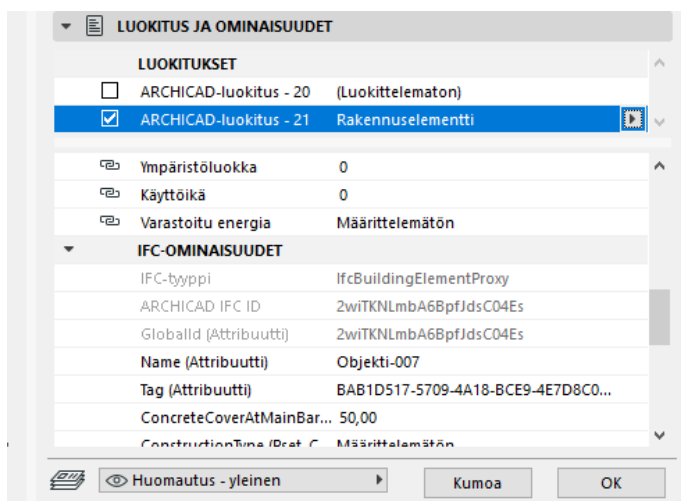 LUOKITUS JA OMINAISUUDET
LUOKITUKSET
ARCHICAD-luokitus - 20 (Luokittelematon)
ARCHICAD-luokitus - 21 Rakennuselementti
Ympäristöluokka 0
Käyttöikä 0
Varastoitu energia Määrittelemätön
IFC-OMINAISUUDET
IFC-tyyppi IfcBuildingElementProxy
ARCHICAD IFC ID 2wiTKNLmbA6BpfJdsC04Es
GlobalId (Attribuutti) 2wiTKNLmbA6BpfJdsC04Es
Name (Attribuutti) Objekti-007
Tag (Attribuutti) BAB1D517-5709-4A18-BCE9-4E7D8C0...
ConcreteCoverAtMainBar... 50,00
ConstructionType (Pset_C... Määrittelemätön
Huomautus - yleinen Kumoa OK